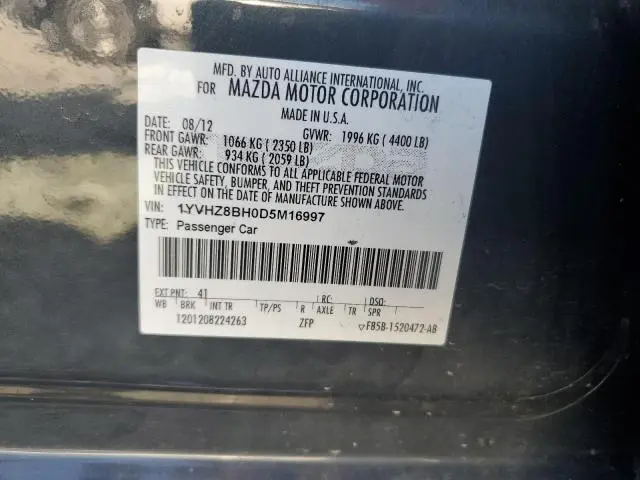 MFD. BY AUTO ALLIANCE INTERNATIONAL, INC.
FOR MAZDA MOTOR CORPORATION
MADE IN U.S.A.
DATE: 08/12 GVWR: 1996 KG ( 4400 LB)
FRONT GAWR: 1066 KG ( 2350 LB)
REAR GAWR: 934 KG ( 2059 LB)
THIS VEHICLE CONFORMS TO ALL APPLICABLE FEDERAL MOTOR
VEHICLE SAFETY, BUMPER, AND THEFT PREVENTION STANDARDS
IN EFFECT ON THE DATE OF MANUFACTURE SHOWN ABOVE.
VIN: 1YVHZ8BH0D5M16997
TYPE: Passenger Car
EXT PNT: 41 RC: DSO:
WB BRK INT TR TP/PS R AXLE TR SPR
1201208224263 ZFP ▽F85B-1520472-AB